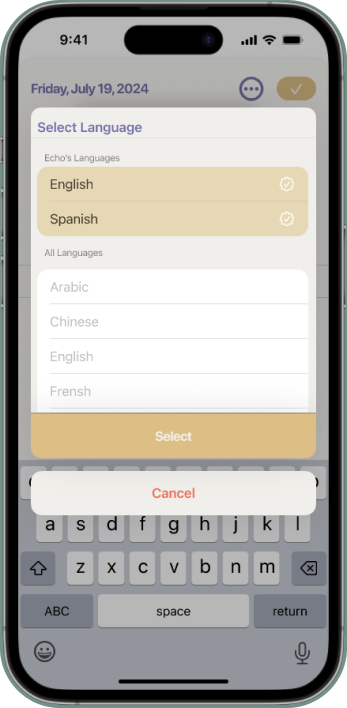 9:41
Friday, July 19, 2024
Select Language
Echo's Languages
English
Spanish
All Languages
Arabic
Chinese
English
Frensh
Select
Cancel
a s d f g h j k l
z x c v b n m
ABC space return